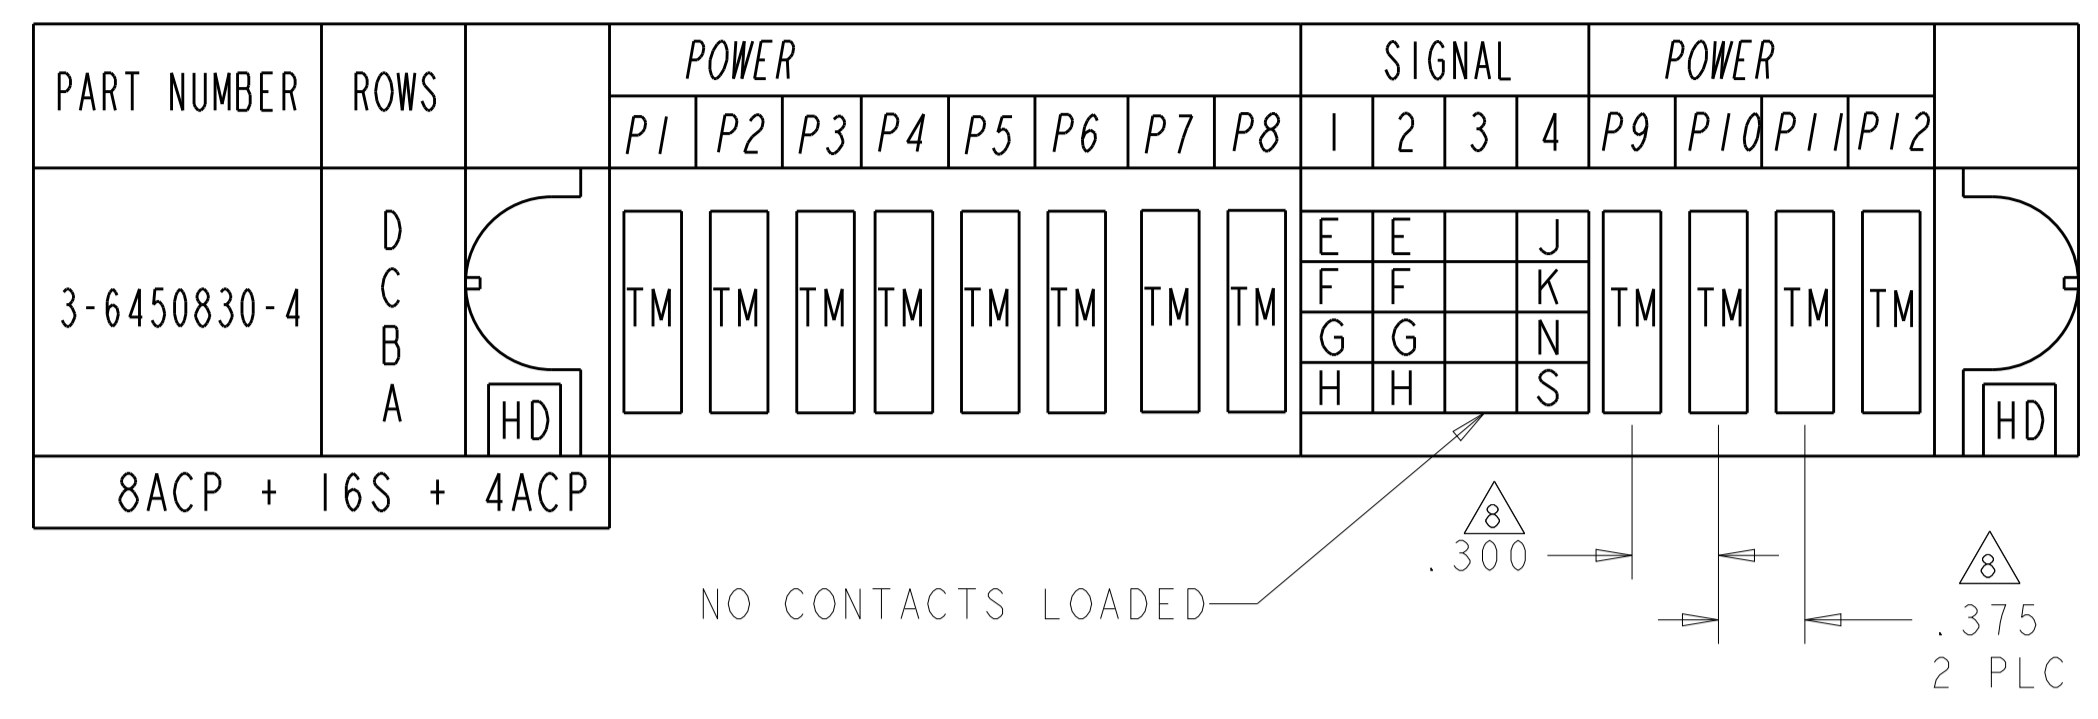 PART NUMBER ROWS POWER SIGNAL POWER
P1 P2 P3 P4 P5 P6 P7 P8 1 2 3 4 P9 P10 P11 P12
3-6450830-4
D
C
B
A
HD
TM TM TM TM TM TM TM TM
E E J
F F K
G G N
H H S
TM TM TM TM
HD
8ACP + 16S + 4ACP
NO CONTACTS LOADED
8
.300
8
.375
2 PLC